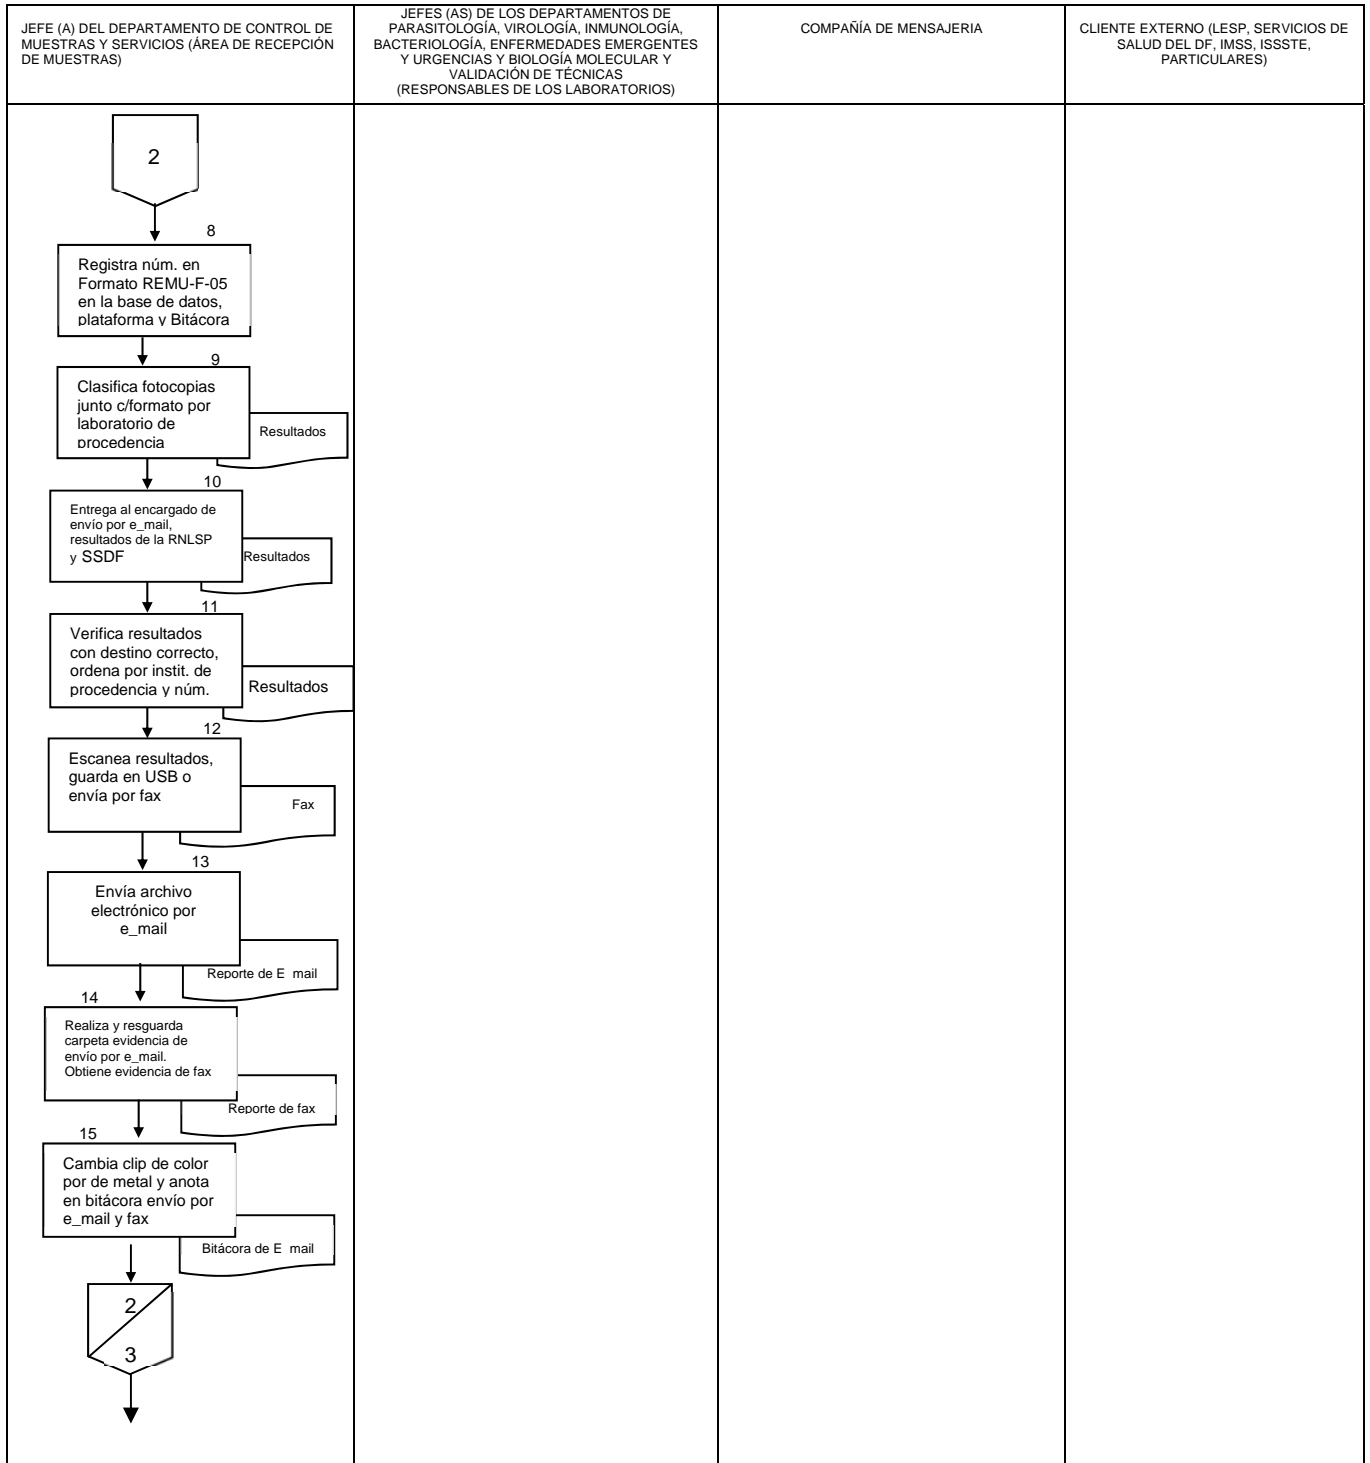 JEFE (A) DEL DEPARTAMENTO DE CONTROL DE
MUESTRAS Y SERVICIOS (ÁREA DE RECEPCIÓN
DE MUESTRAS)
JEFES (AS) DE LOS DEPARTAMENTOS DE
PARASITOLOGÍA, VIROLOGÍA, INMUNOLOGÍA,
BACTERIOLOGÍA, ENFERMEDADES EMERGENTES
Y URGENCIAS Y BIOLOGÍA MOLECULAR Y
VALIDACIÓN DE TÉCNICAS
(RESPONSABLES DE LOS LABORATORIOS)
COMPAÑÍA DE MENSAJERIA
CLIENTE EXTERNO (LESP, SERVICIOS DE
SALUD DEL DF, IMSS, ISSSTE,
PARTICULARES)
2
8
Registra núm. en
Formato REMU-F-05
en la base de datos,
plataforma y Bitácora
9
Clasifica fotocopias
junto c/formato por
laboratorio de
procedencia
Resultados
10
Entrega al encargado de
envío por e_mail,
resultados de la RNLSP
y SSDF
Resultados
11
Verifica resultados
con destino correcto,
ordena por instit. de
procedencia y núm.
Resultados
12
Escanea resultados,
guarda en USB o
envía por fax
Fax
13
Envía archivo
electrónico por
e_mail
Reporte de E_mail
14
Realiza y resguarda
carpeta evidencia de
envío por e_mail.
Obtiene evidencia de fax
Reporte de fax
15
Cambia clip de color
por de metal y anota
en bitácora envío por
e_mail y fax
Bitácora de E_mail
2
3